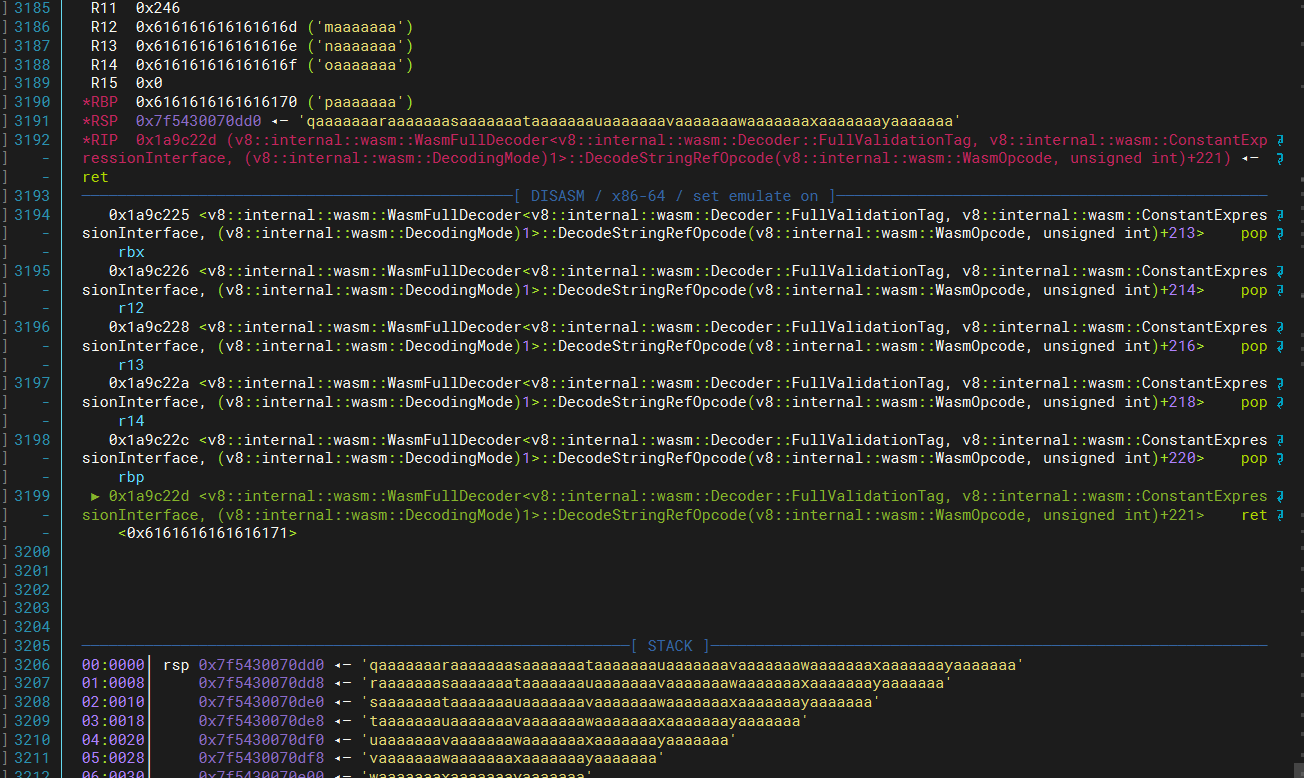 ] 3185 R11 0x246
] 3186 R12 0x616161616161616d ('maaaaaaa')
] 3187 R13 0x616161616161616e ('naaaaaaa')
] 3188 R14 0x616161616161616f ('oaaaaaaa')
] 3189 R15 0x0
] 3190 *RBP 0x6161616161616170 ('paaaaaaa')
] 3191 *RSP 0x7f5430070dd0 ◂— 'qaaaaaaaraaaaaaasaaaaaaataaaaaaauaaaaaaavaaaaaaawaaaaaaaxaaaaaaayaaaaaaa'
] 3192 *RIP 0x1a9c22d (v8::internal::wasm::WasmFullDecoder<v8::internal::wasm::Decoder::FullValidationTag, v8::internal::wasm::ConstantExp
] - ressionInterface, (v8::internal::wasm::DecodingMode)1>::DecodeStringRefOpcode(v8::internal::wasm::WasmOpcode, unsigned int)+221) ◂—
] - ret
] 3193 [ DISASM / x86-64 / set emulate on ]
] 3194 0x1a9c225 <v8::internal::wasm::WasmFullDecoder<v8::internal::wasm::Decoder::FullValidationTag, v8::internal::wasm::ConstantExpres
] - sionInterface, (v8::internal::wasm::DecodingMode)1>::DecodeStringRefOpcode(v8::internal::wasm::WasmOpcode, unsigned int)+213> pop
] - rbx
] 3195 0x1a9c226 <v8::internal::wasm::WasmFullDecoder<v8::internal::wasm::Decoder::FullValidationTag, v8::internal::wasm::ConstantExpres
] - sionInterface, (v8::internal::wasm::DecodingMode)1>::DecodeStringRefOpcode(v8::internal::wasm::WasmOpcode, unsigned int)+214> pop
] - r12
] 3196 0x1a9c228 <v8::internal::wasm::WasmFullDecoder<v8::internal::wasm::Decoder::FullValidationTag, v8::internal::wasm::ConstantExpres
] - sionInterface, (v8::internal::wasm::DecodingMode)1>::DecodeStringRefOpcode(v8::internal::wasm::WasmOpcode, unsigned int)+216> pop
] - r13
] 3197 0x1a9c22a <v8::internal::wasm::WasmFullDecoder<v8::internal::wasm::Decoder::FullValidationTag, v8::internal::wasm::ConstantExpres
] - sionInterface, (v8::internal::wasm::DecodingMode)1>::DecodeStringRefOpcode(v8::internal::wasm::WasmOpcode, unsigned int)+218> pop
] - r14
] 3198 0x1a9c22c <v8::internal::wasm::WasmFullDecoder<v8::internal::wasm::Decoder::FullValidationTag, v8::internal::wasm::ConstantExpres
] - sionInterface, (v8::internal::wasm::DecodingMode)1>::DecodeStringRefOpcode(v8::internal::wasm::WasmOpcode, unsigned int)+220> pop
] - rbp
] 3199 ► 0x1a9c22d <v8::internal::wasm::WasmFullDecoder<v8::internal::wasm::Decoder::FullValidationTag, v8::internal::wasm::ConstantExpres
] - sionInterface, (v8::internal::wasm::DecodingMode)1>::DecodeStringRefOpcode(v8::internal::wasm::WasmOpcode, unsigned int)+221> ret
] - <0x6161616161616171>
] 3200
] 3201
] 3202
] 3203
] 3204
] 3205 [ STACK ]
] 3206 00:0000│ rsp 0x7f5430070dd0 ◂— 'qaaaaaaaraaaaaaasaaaaaaataaaaaaauaaaaaaavaaaaaaawaaaaaaaxaaaaaaayaaaaaaa'
] 3207 01:0008│ 0x7f5430070dd8 ◂— 'raaaaaaasaaaaaaataaaaaaauaaaaaaavaaaaaaawaaaaaaaxaaaaaaayaaaaaaa'
] 3208 02:0010│ 0x7f5430070de0 ◂— 'saaaaaaataaaaaaauaaaaaaavaaaaaaawaaaaaaaxaaaaaaayaaaaaaa'
] 3209 03:0018│ 0x7f5430070de8 ◂— 'taaaaaaauaaaaaaavaaaaaaawaaaaaaaxaaaaaaayaaaaaaa'
] 3210 04:0020│ 0x7f5430070df0 ◂— 'uaaaaaaavaaaaaaawaaaaaaaxaaaaaaayaaaaaaa'
] 3211 05:0028│ 0x7f5430070df8 ◂— 'vaaaaaaawaaaaaaaxaaaaaaayaaaaaaa'
] 3212 06:0030│ 0x7f5430070e00 ◂— 'waaaaaaaxaaaaaaayaaaaaaa'